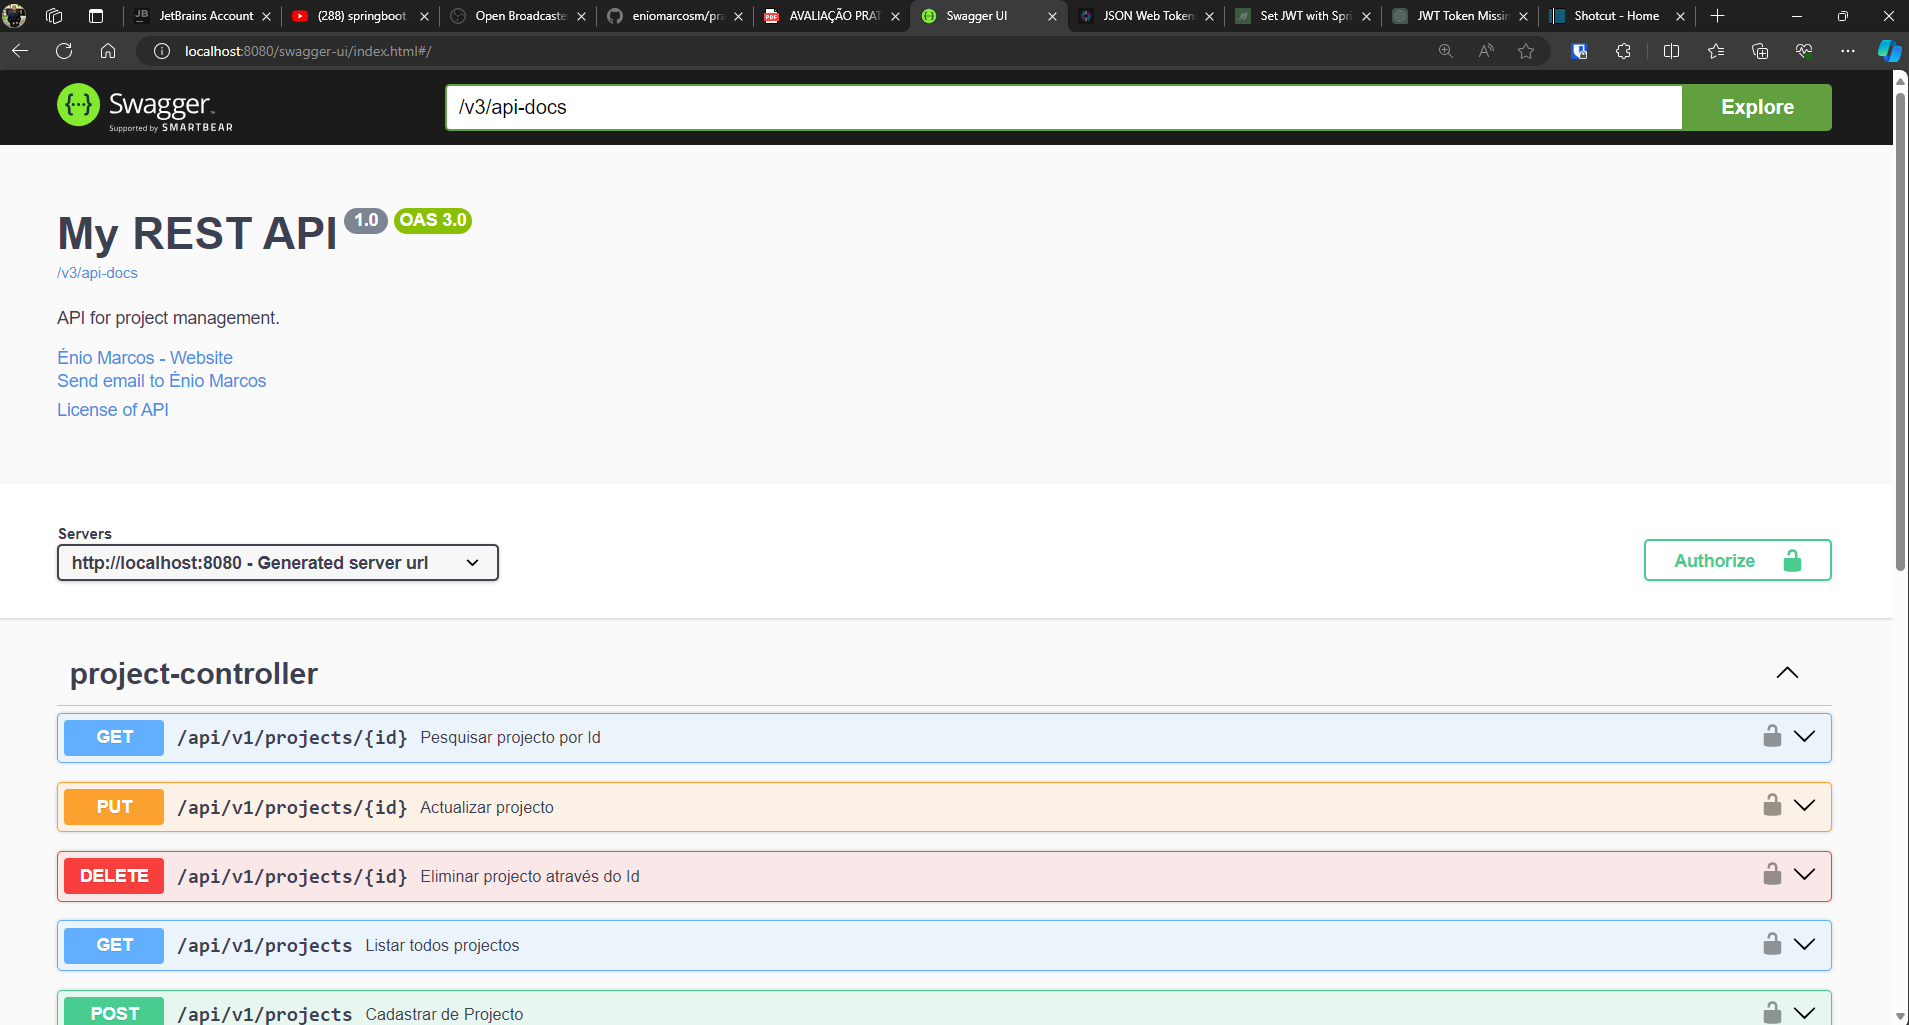 JetBrains Account
(288) springboot
Open Broadcaste
eniomarcosm/pra
AVALIAÇÃO PRAT
Swagger UI
JSON Web Token
Set JWT with Spri
JWT Token Missin
Shotcut - Home
localhost:8080/swagger-ui/index.html#/
Swagger
Supported by SMARTBEAR
/v3/api-docs
Explore
My REST API 1.0 OAS 3.0
/v3/api-docs
API for project management.
Énio Marcos - Website
Send email to Énio Marcos
License of API
Servers
http://localhost:8080 - Generated server url
Authorize
project-controller
GET /api/v1/projects/{id} Pesquisar projecto por Id
PUT /api/v1/projects/{id} Actualizar projecto
DELETE /api/v1/projects/{id} Eliminar projecto através do Id
GET /api/v1/projects Listar todos projectos
POST /api/v1/projects Cadastrar de Projecto